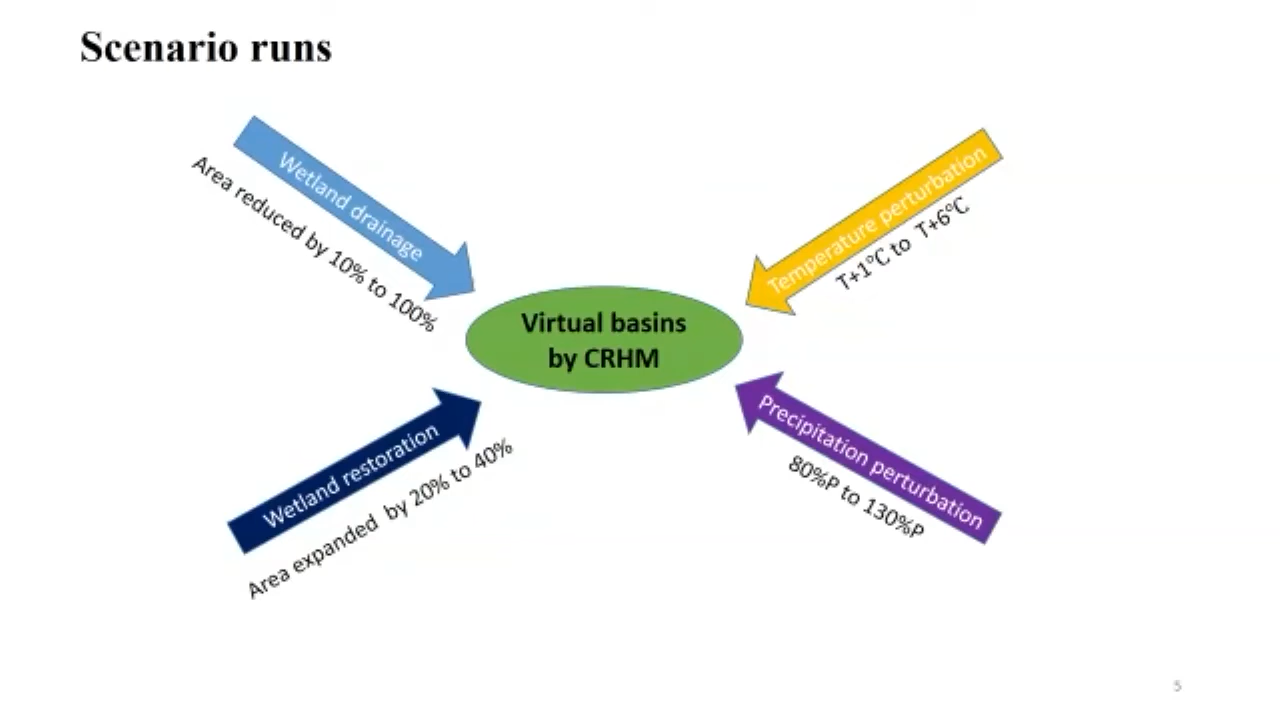 Scenario runs
Wetland drainage
Area reduced by 10% to 100%
Temperature perturbation
T+1°C to T+6°C
Virtual basins
by CRHM
Wetland restoration
Area expanded by 20% to 40%
Precipitation perturbation
80%P to 130%P
5